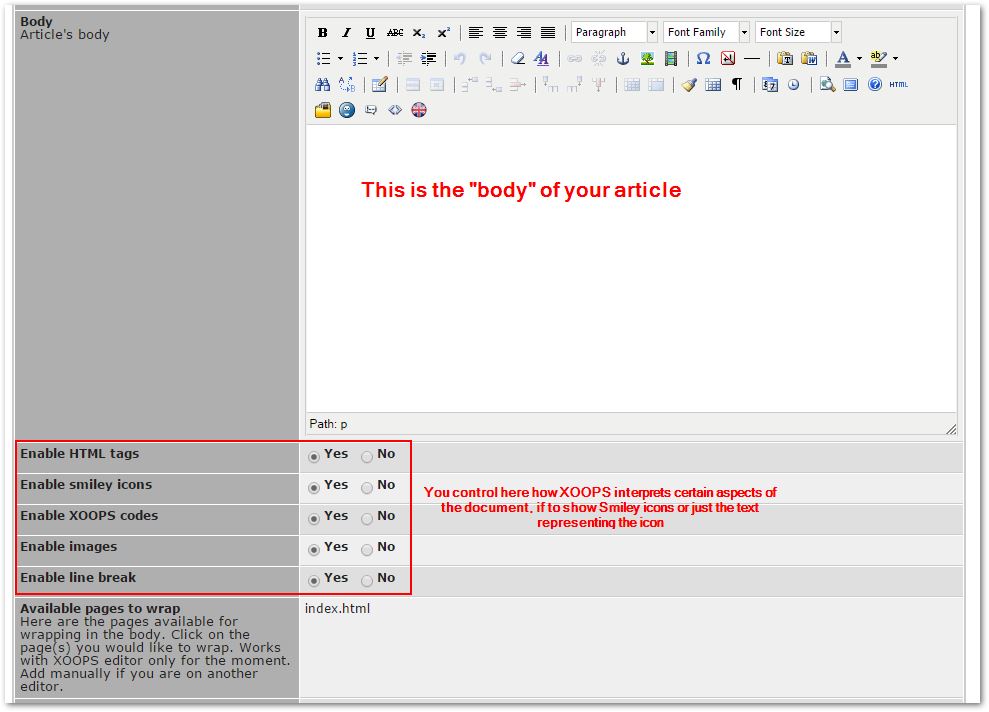 Body
Article's body
B I U ABC X₂ X² Paragraph Font Family Font Size
HTML
This is the "body" of your article
Path: p
Enable HTML tags Yes No
Enable smiley icons Yes No
Enable XOOPS codes Yes No
Enable images Yes No
Enable line break Yes No
You control here how XOOPS interprets certain aspects of
the document, if to show Smiley icons or just the text
representing the icon
Available pages to wrap
Here are the pages available for
wrapping in the body. Click on the
page(s) you would like to wrap. Works
with XOOPS editor only for the moment.
Add manually if you are on another
editor.
index.html